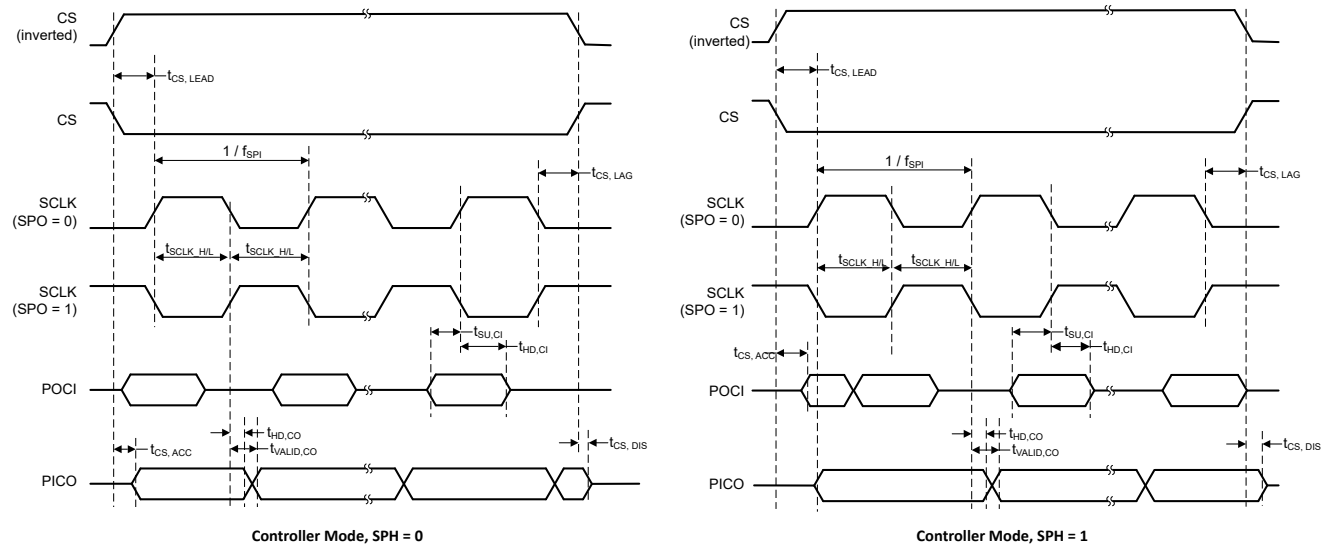 CS
(inverted)
tCS, LEAD
CS
1 / fSPI
tCS, LAG
SCLK
(SPO = 0)
tSCLK_H/L
tSCLK_H/L
SCLK
(SPO = 1)
tSU,CI
tHD,CI
POCI
tHD,CO
tCS, ACC
tVALID,CO
tCS, DIS
PICO
Controller Mode, SPH = 0
CS
(inverted)
tCS, LEAD
CS
1 / fSPI
tCS, LAG
SCLK
(SPO = 0)
tSCLK_H/L
tSCLK_H/L
SCLK
(SPO = 1)
tSU,CI
tCS, ACC
tHD,CI
POCI
tHD,CO
tVALID,CO
tCS, DIS
PICO
Controller Mode, SPH = 1